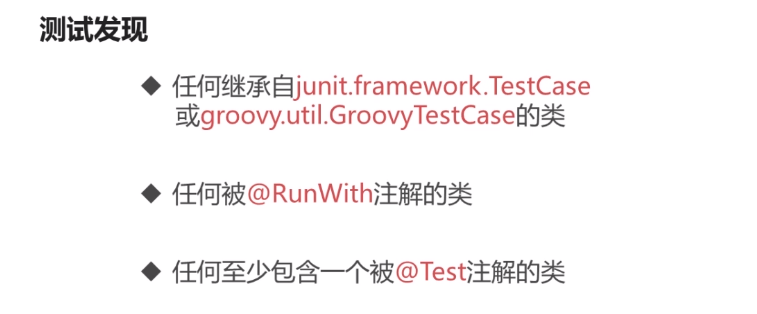 测试发现
◆ 任何继承自junit.framework.TestCase
或groovy.util.GroovyTestCase的类
◆ 任何被@RunWith注解的类
◆ 任何至少包含一个被@Test注解的类